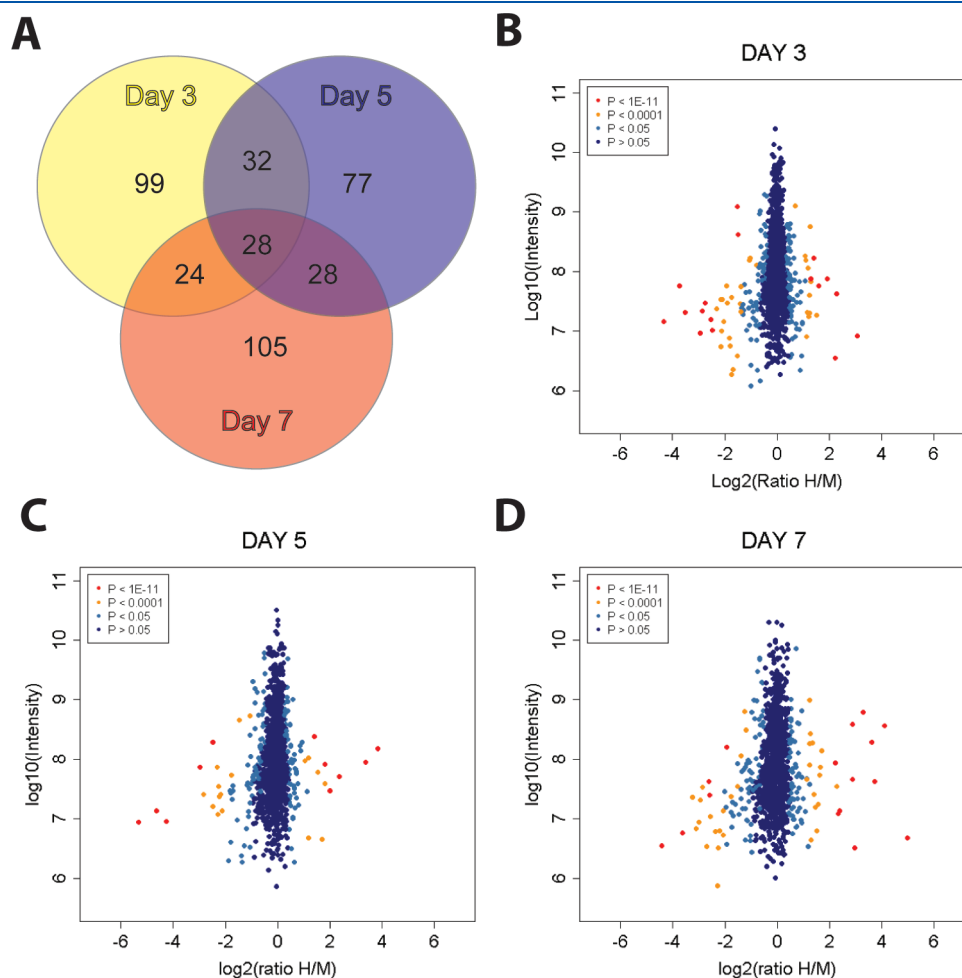 A
Day 3
Day 5
99
32
77
28
24
28
105
Day 7
B
DAY 3
P < 1E-11
P < 0.0001
P < 0.05
P > 0.05
Log10(Intensity)
11
10
9
8
7
6
-6 -4 -2 0 2 4 6
Log2(Ratio H/M)
C
DAY 5
P < 1E-11
P < 0.0001
P < 0.05
P > 0.05
log10(Intensity)
11
10
9
8
7
6
-6 -4 -2 0 2 4 6
log2(ratio H/M)
D
DAY 7
P < 1E-11
P < 0.0001
P < 0.05
P > 0.05
log10(Intensity)
11
10
9
8
7
6
-6 -4 -2 0 2 4 6
log2(ratio H/M)